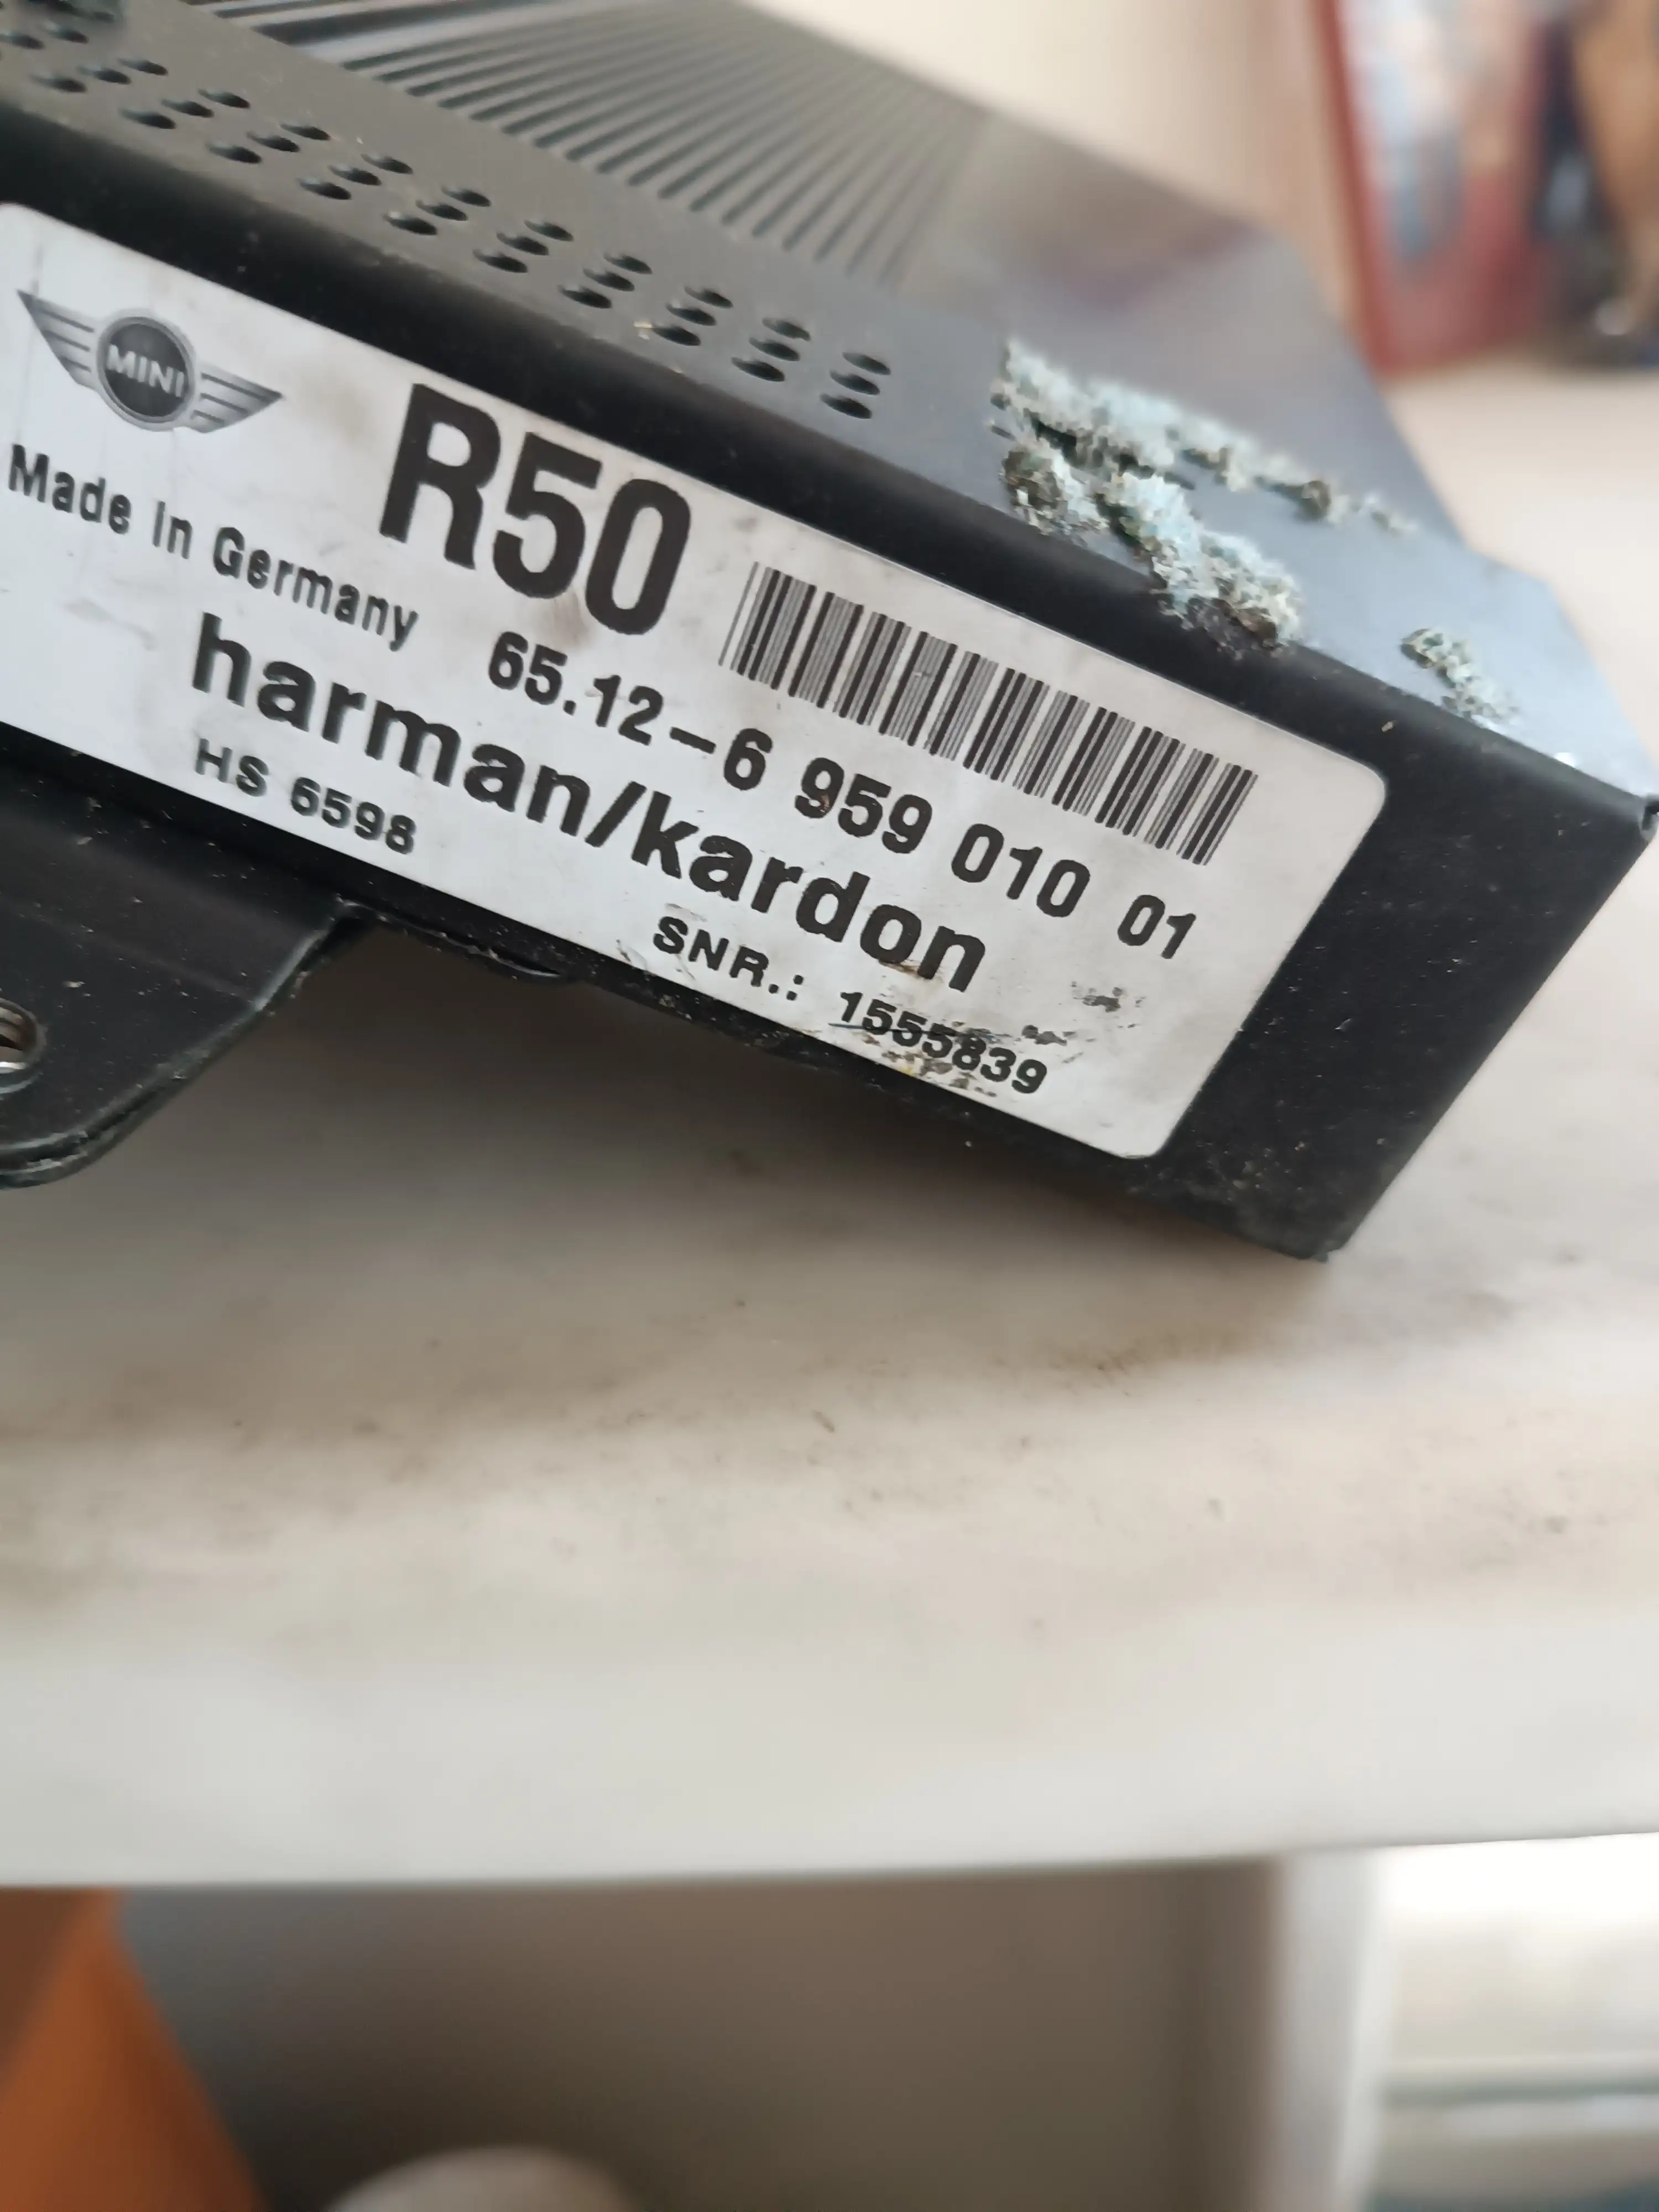 MINI
R50
Made in Germany 65.12-6 959 010 01
harman/kardon
HS 6598 SNR.: 1555839